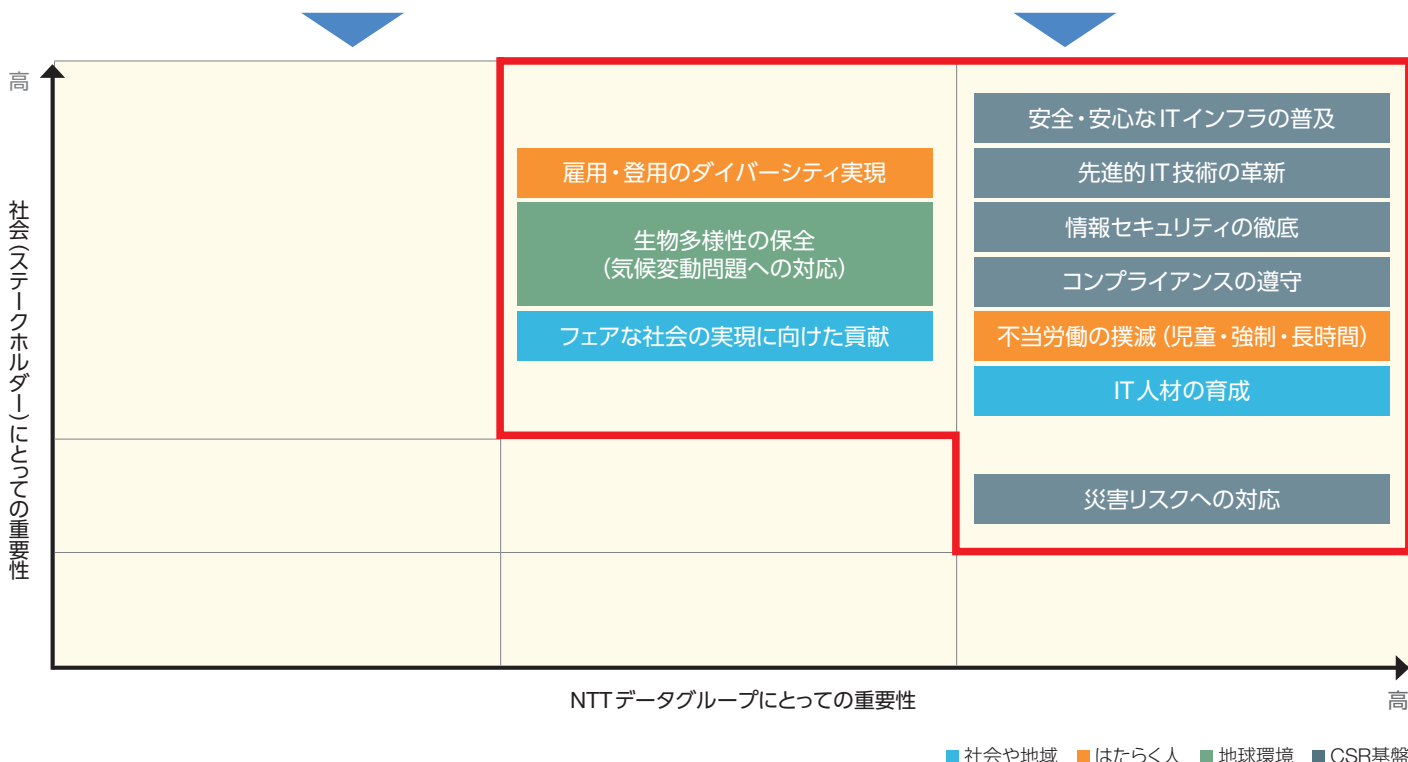 高
社会(ステークホルダー)にとっての重要性
雇用・登用のダイバーシティ実現
生物多様性の保全
(気候変動問題への対応)
フェアな社会の実現に向けた貢献
安全・安心なITインフラの普及
先進的IT技術の革新
情報セキュリティの徹底
コンプライアンスの遵守
不当労働の撲滅(児童・強制・長時間)
IT人材の育成
災害リスクへの対応
NTTデータグループにとっての重要性
高
社会や地域 はたらく人 地球環境 CSR基盤